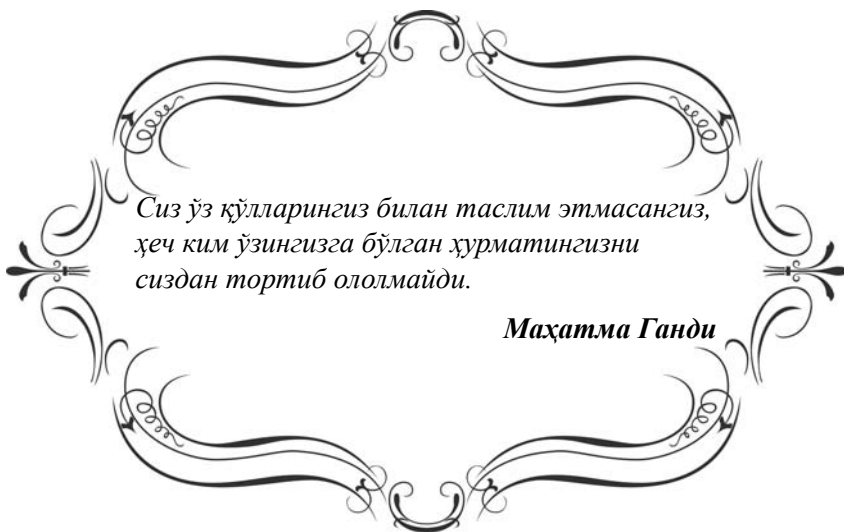 Сиз ўз қўлларингиз билан таслим этмасангиз,
ҳеч ким ўзингизга бўлган ҳурматингизни
сиздан тортиб ололмайди.
Маҳатма Ганди